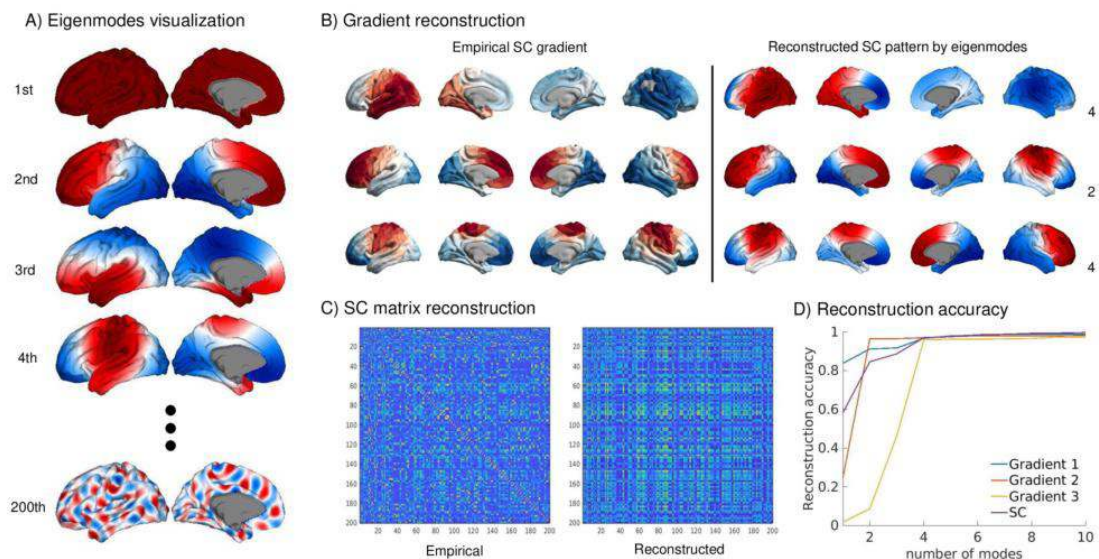 A) Eigenmodes visualization
1st
2nd
3rd
4th
200th
B) Gradient reconstruction
Empirical SC gradient
Reconstructed SC pattern by eigenmodes
4
2
4
C) SC matrix reconstruction
20
40
60
80
100
120
140
160
180
200
20 40 60 80 100 120 140 160 180 200
Empirical
20
40
60
80
100
120
140
160
180
200
20 40 60 80 100 120 140 160 180 200
Reconstructed
D) Reconstruction accuracy
Reconstruction accuracy
1
0.8
0.6
0.4
0.2
0
2 4 6 8 10
number of modes
Gradient 1
Gradient 2
Gradient 3
SC